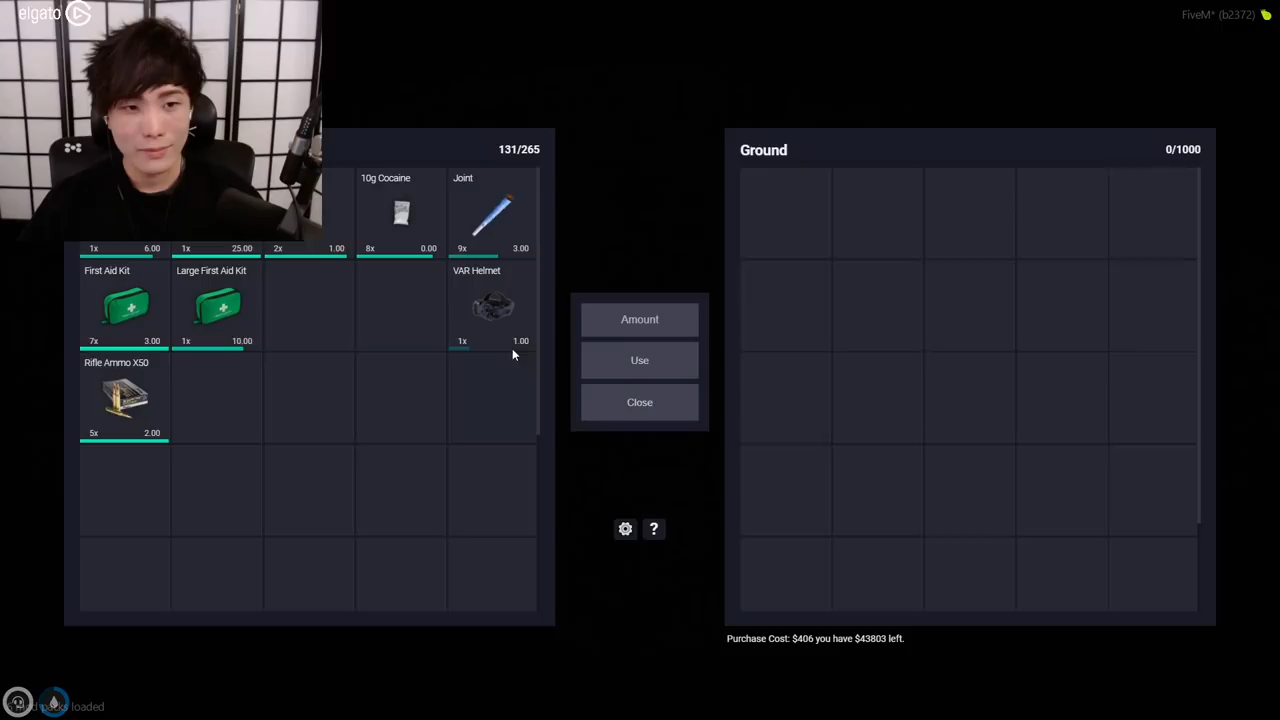 elgato
FiveM* (b2372)
131/265
Ground
0/1000
10g Cocaine
Joint
1x 6.00
1x 25.00
2x 1.00
8x 0.00
9x 3.00
First Aid Kit
Large First Aid Kit
VAR Helmet
7x 3.00
1x 10.00
1x 1.00
Amount
Use
Close
Rifle Ammo X50
5x 2.00
?
Purchase Cost: $406 you have $43803 left.
packs loaded